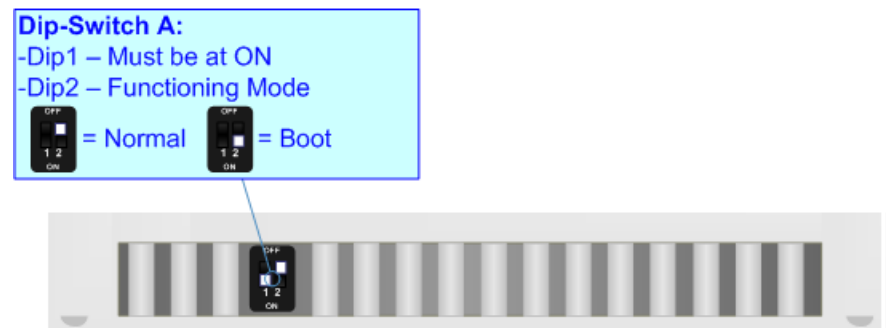 Dip-Switch A:
-Dip1 – Must be at ON
-Dip2 – Functioning Mode
OFF
1 2
ON
= Normal
OFF
1 2
ON
= Boot
OFF
1 2
ON